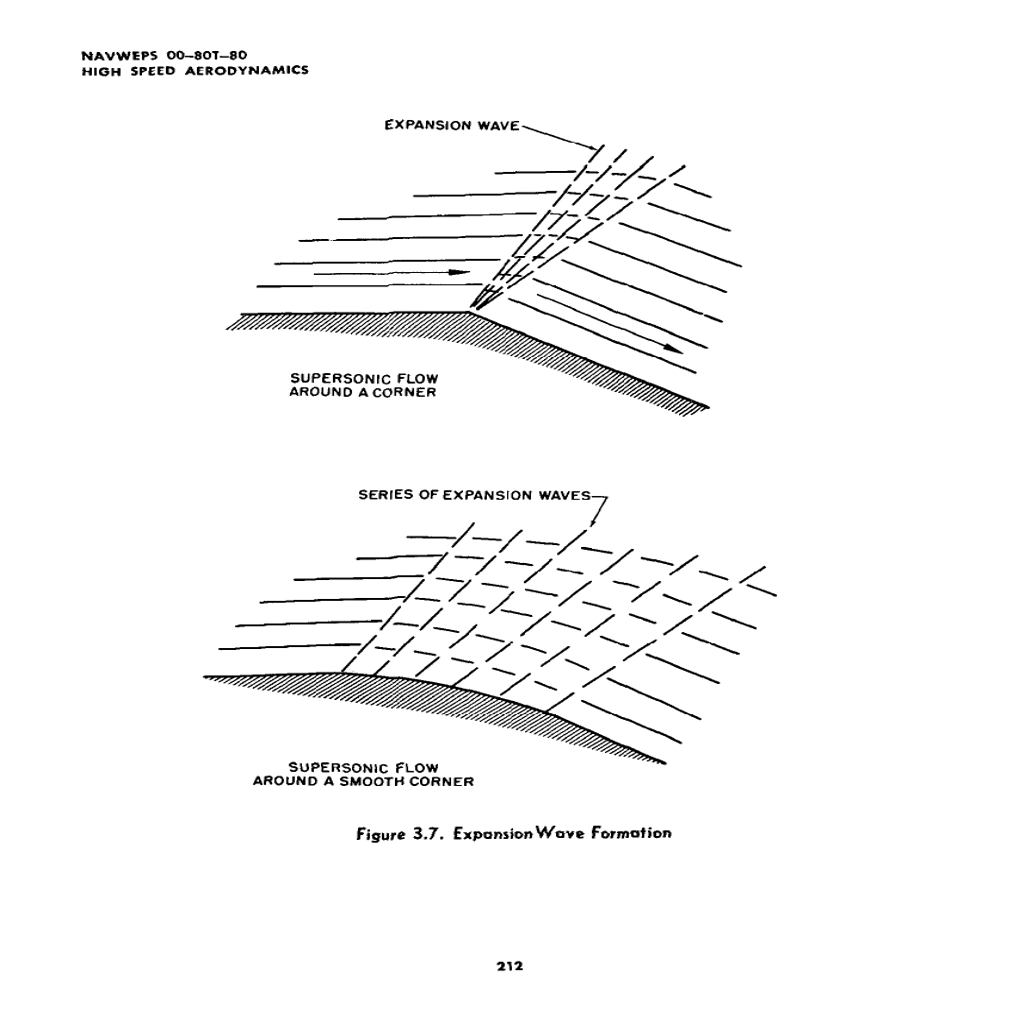 NAVWEPS 00–80T–80
HIGH SPEED AERODYNAMICS
EXPANSION WAVE
SUPERSONIC FLOW
AROUND A CORNER
SERIES OF EXPANSION WAVES
SUPERSONIC FLOW
AROUND A SMOOTH CORNER
Figure 3.7. Expansion Wave Formation
212